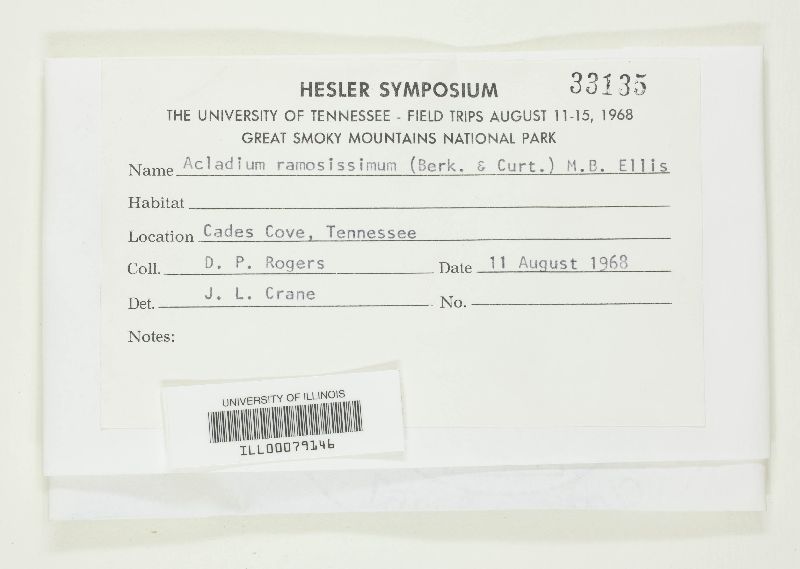 HESLER SYMPOSIUM 33135
THE UNIVERSITY OF TENNESSEE - FIELD TRIPS AUGUST 11-15, 1968
GREAT SMOKY MOUNTAINS NATIONAL PARK
Name Acladium ramosissimum (Berk. & Curt.) M.B. Ellis
Habitat
Location Cades Cove, Tennessee
Coll. D. P. Rogers Date 11 August 1968
Det. J. L. Crane No.
Notes:
UNIVERSITY OF ILLINOIS
ILL00079146